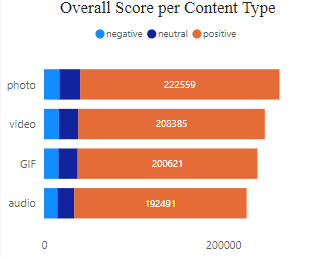 Overall Score per Content Type
negative neutral positive
photo 222559
video 208385
GIF 200621
audio 192491
0 200000